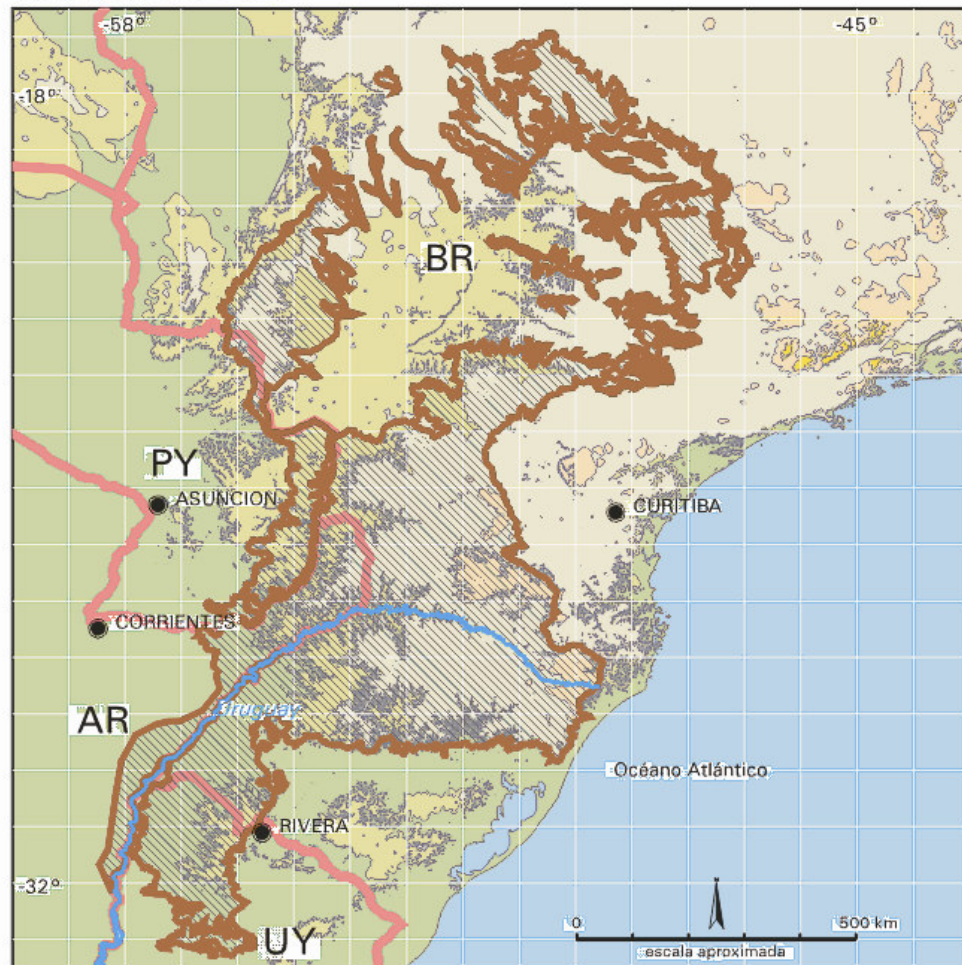 -58º
-45º
-18º
BR
PY
ASUNCION
CURITIBA
CORRIENTES
AR
Uruguay
Océano Atlántico
RIVERA
-32º
UY
0
500 km
escala aproximada